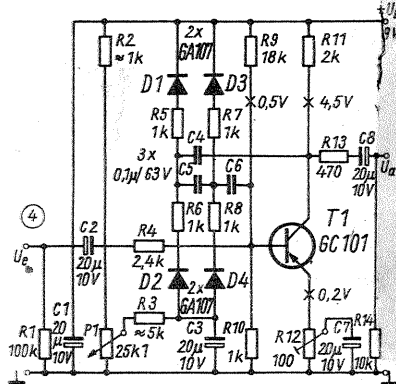 R2
≈1k
2x
GA107
R9
18k
R11
2k
9V
D1
D3
R5
1k
R7
1k
0,5V
4,5V
C4
3x
0,1µ/63V
C5
C6
R13
470
C8
20µ
10V
Ua
4
C2
20µ
10V
R4
2,4k
R6
1k
R8
1k
T1
GC101
Ue
D2
2x
GA107
D4
0,2V
R1
100k
C1
20
µ
10V
P1
25k1
R3
≈5k
C3
20µ
10V
R10
1k
R12
100
C7
20µ
10V
R14
10k